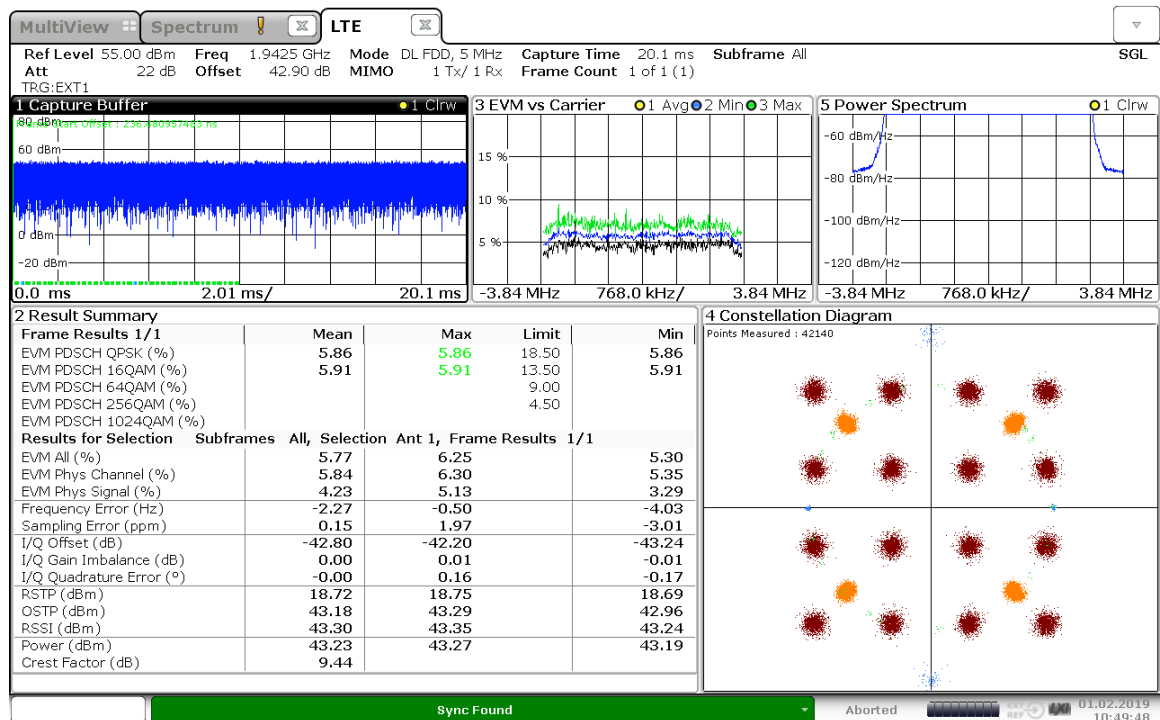 MultiView Spectrum LTE
Ref Level 55.00 dBm Freq 1.9425 GHz Mode DL FDD, 5 MHz Capture Time 20.1 ms Subframe All SGL
Att 22 dB Offset 42.90 dB MIMO 1 Tx/ 1 Rx Frame Count 1 of 1 (1)
TRG:EXT1
1 Capture Buffer 1 Clrw
80 dBm
60 dBm
0 dBm
-20 dBm
0.0 ms 2.01 ms/ 20.1 ms
3 EVM vs Carrier 1 Avg 2 Min 3 Max
15 %
10 %
5 %
-3.84 MHz 768.0 kHz/ 3.84 MHz
5 Power Spectrum 1 Clrw
-60 dBm/Hz
-80 dBm/Hz
-100 dBm/Hz
-120 dBm/Hz
-3.84 MHz 768.0 kHz/ 3.84 MHz
2 Result Summary
Frame Results 1/1 Mean Max Limit Min
EVM PDSCH QPSK (%) 5.86 5.86 18.50 5.86
EVM PDSCH 16QAM (%) 5.91 5.91 13.50 5.91
EVM PDSCH 64QAM (%) 9.00
EVM PDSCH 256QAM (%) 4.50
EVM PDSCH 1024QAM (%)
Results for Selection Subframes All, Selection Ant 1, Frame Results 1/1
EVM All (%) 5.77 6.25 5.30
EVM Phys Channel (%) 5.84 6.30 5.35
EVM Phys Signal (%) 4.23 5.13 3.29
Frequency Error (Hz) -2.27 -0.50 -4.03
Sampling Error (ppm) 0.15 1.97 -3.01
I/Q Offset (dB) -42.80 -42.20 -43.24
I/Q Gain Imbalance (dB) 0.00 0.01 -0.01
I/Q Quadrature Error (°) -0.00 0.16 -0.17
RSTP (dBm) 18.72 18.75 18.69
OSTP (dBm) 43.18 43.29 42.96
RSSI (dBm) 43.30 43.35 43.24
Power (dBm) 43.23 43.27 43.19
Crest Factor (dB) 9.44
4 Constellation Diagram
Points Measured : 42140
Sync Found
Aborted
01.02.2019
10:49:48